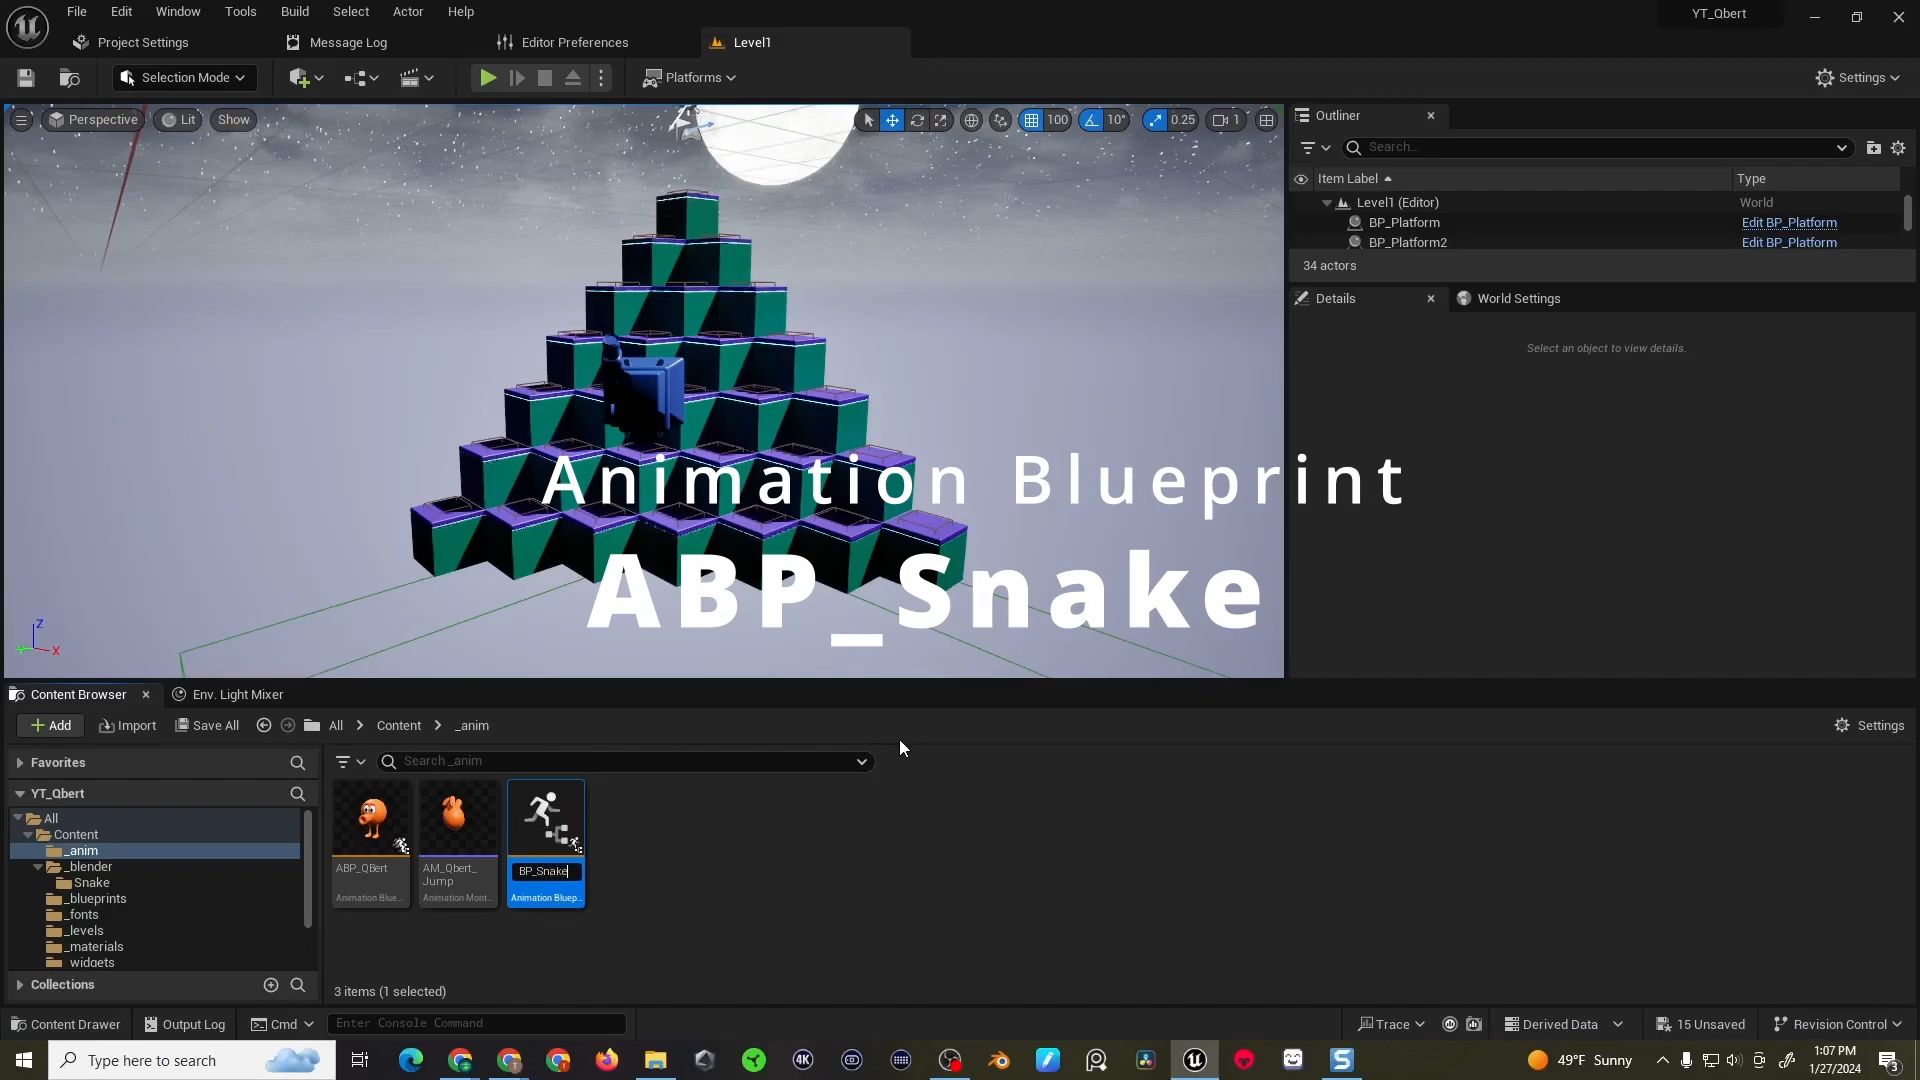 File Edit Window Tools Build Select Actor Help
YT_Qbert
Project Settings
Message Log
Editor Preferences
Level1
Selection Mode
Platforms
Settings
Perspective
Lit
Show
100
10°
0.25
1
Outliner
Search...
Item Label
Type
Level1 (Editor)
World
BP_Platform
Edit BP_Platform
BP_Platform2
Edit BP_Platform
34 actors
Details
World Settings
Select an object to view details.
Animation Blueprint
ABP_Snake
Z
X
Content Browser
Env. Light Mixer
Add
Import
Save All
All
Content
_anim
Settings
Favorites
Search _anim
YT_Qbert
All
Content
_anim
_blender
Snake
_blueprints
_fonts
_levels
_materials
_widgets
Collections
ABP_QBert
Animation Blue...
AM_Qbert_
Jump
Animation Mont...
BP_Snake
Animation Bluep...
3 items (1 selected)
Content Drawer
Output Log
Cmd
Enter Console Command
Trace
Derived Data
15 Unsaved
Revision Control
Type here to search
4K
49°F Sunny
1:07 PM
1/27/2024
3